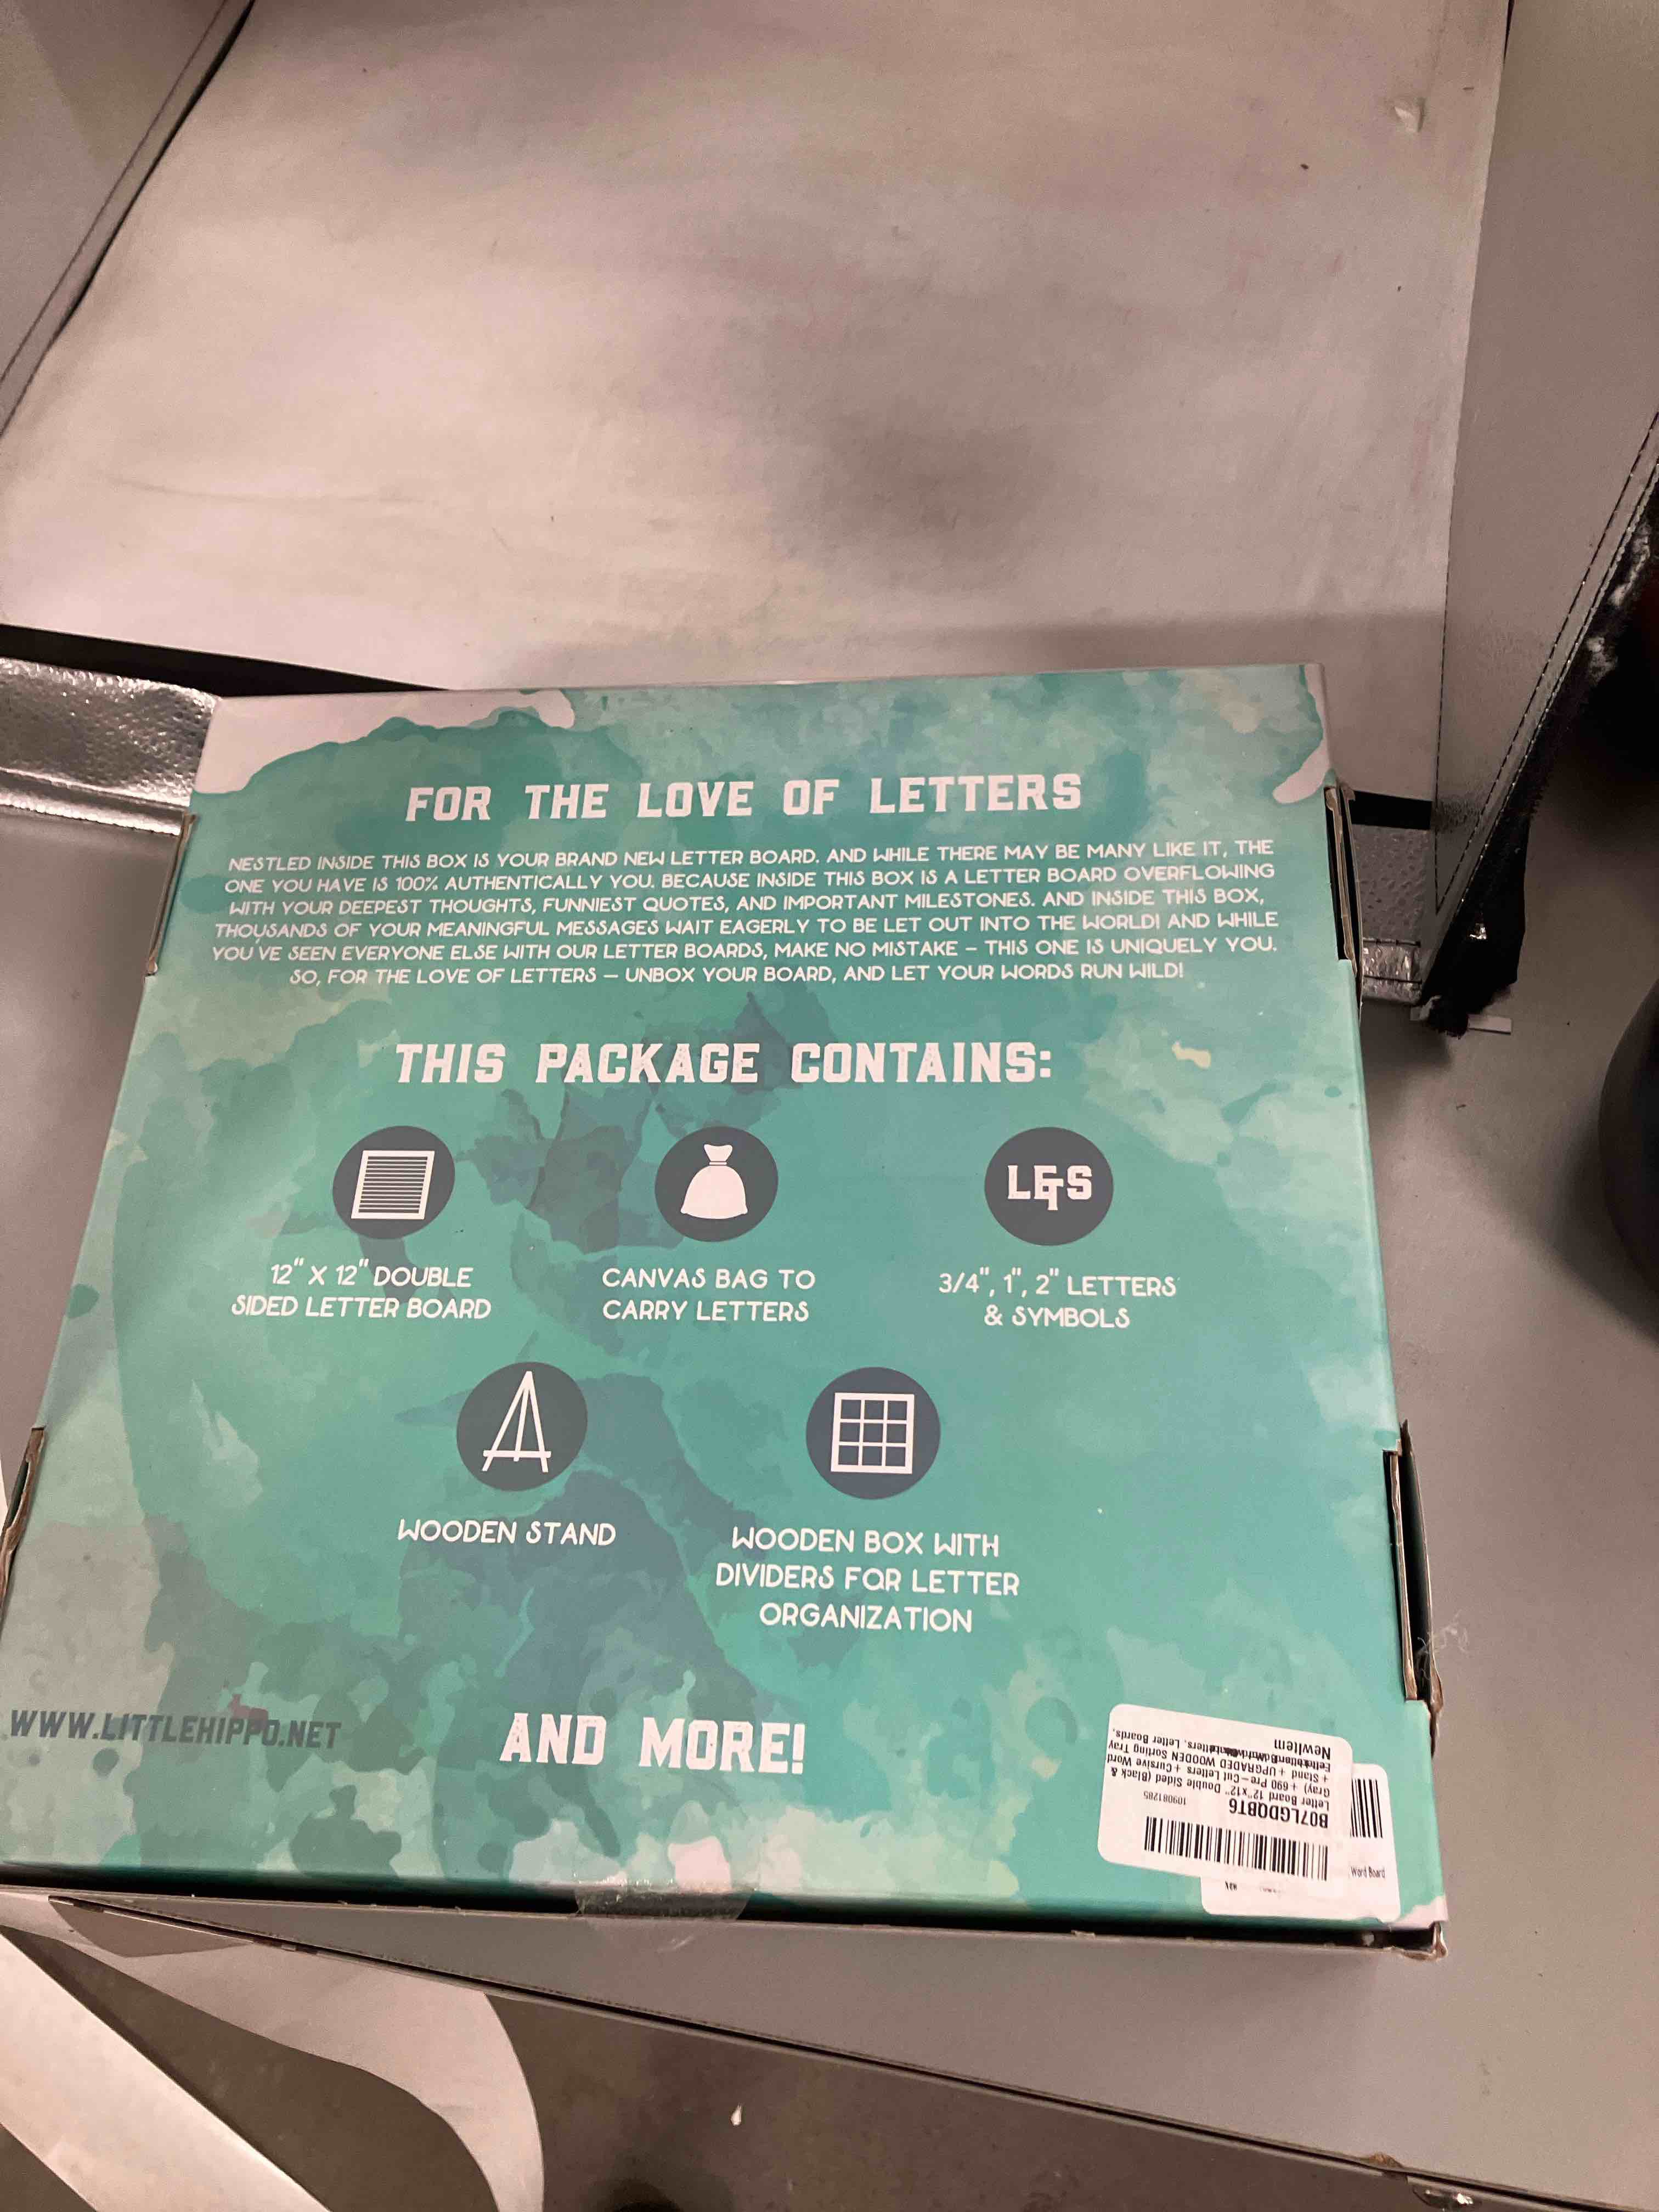 FOR THE LOVE OF LETTERS
NESTLED INSIDE THIS BOX IS YOUR BRAND NEW LETTER BOARD. AND WHILE THERE MAY BE MANY LIKE IT, THE
ONE YOU HAVE IS 100% AUTHENTICALLY YOU. BECAUSE INSIDE THIS BOX IS A LETTER BOARD OVERFLOWING
WITH YOUR DEEPEST THOUGHTS, FUNNIEST QUOTES, AND IMPORTANT MILESTONES. AND INSIDE THIS BOX,
THOUSANDS OF YOUR MEANINGFUL MESSAGES WAIT EAGERLY TO BE LET OUT INTO THE WORLD! AND WHILE
YOU'VE SEEN EVERYONE ELSE WITH OUR LETTER BOARDS, MAKE NO MISTAKE – THIS ONE IS UNIQUELY YOU.
SO, FOR THE LOVE OF LETTERS – UNBOX YOUR BOARD, AND LET YOUR WORDS RUN WILD!
THIS PACKAGE CONTAINS:
L&S
12" X 12" DOUBLE
SIDED LETTER BOARD
CANVAS BAG TO
CARRY LETTERS
3/4", 1", 2" LETTERS
& SYMBOLS
WOODEN STAND
WOODEN BOX WITH
DIVIDERS FOR LETTER
ORGANIZATION
WWW.LITTLEHIPPO.NET
AND MORE!
B07LGDQBT6
109081285
Letter Board 12"x12" Double Sided (Black &
Gray) + 690 Pre-Cut Letters + Cursive Word
+ Stand + UPGRADED WOODEN Sorting Tray
Letters, Letter Boards,
NewItem
Word Board